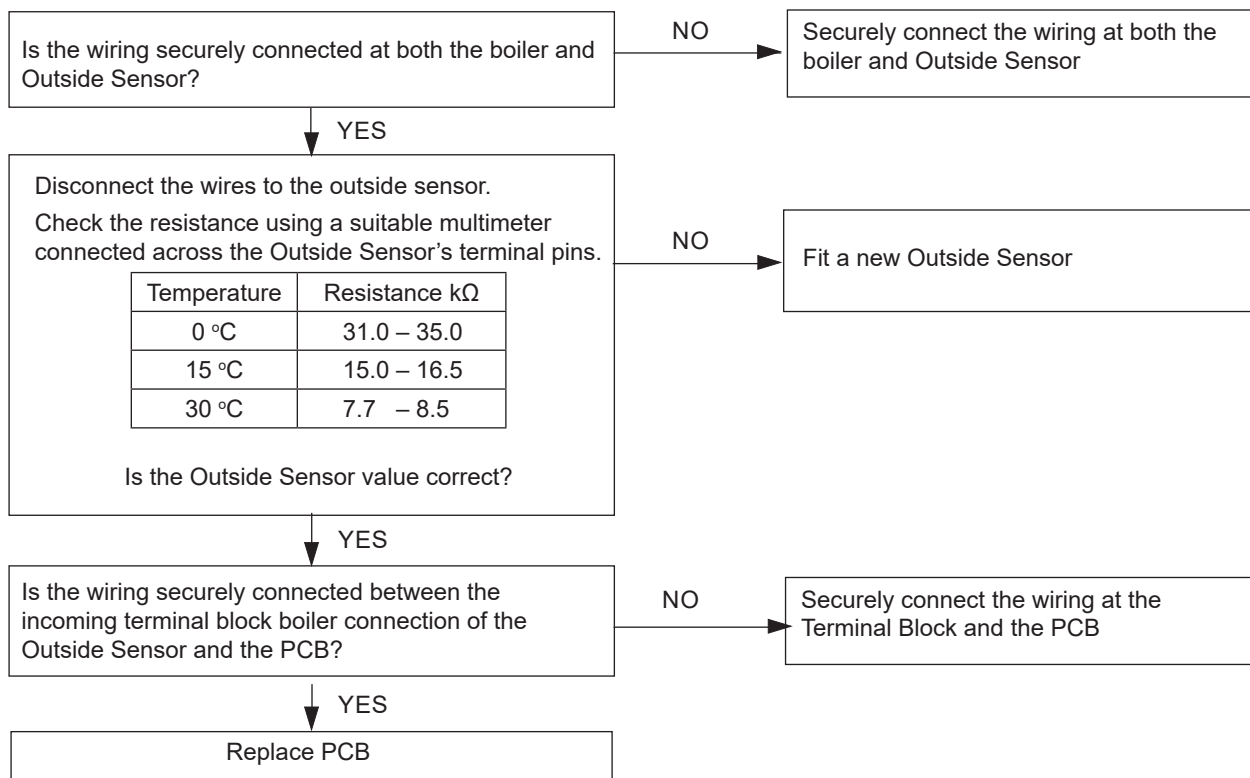 Is the wiring securely connected at both the boiler and
Outside Sensor?
NO
Securely connect the wiring at both the
boiler and Outside Sensor
YES
Disconnect the wires to the outside sensor.
Check the resistance using a suitable multimeter
connected across the Outside Sensor’s terminal pins.
Temperature Resistance kΩ
0 ºC 31.0 – 35.0
15 ºC 15.0 – 16.5
30 ºC 7.7 – 8.5
Is the Outside Sensor value correct?
NO
Fit a new Outside Sensor
YES
Is the wiring securely connected between the
incoming terminal block boiler connection of the
Outside Sensor and the PCB?
NO
Securely connect the wiring at the
Terminal Block and the PCB
YES
Replace PCB